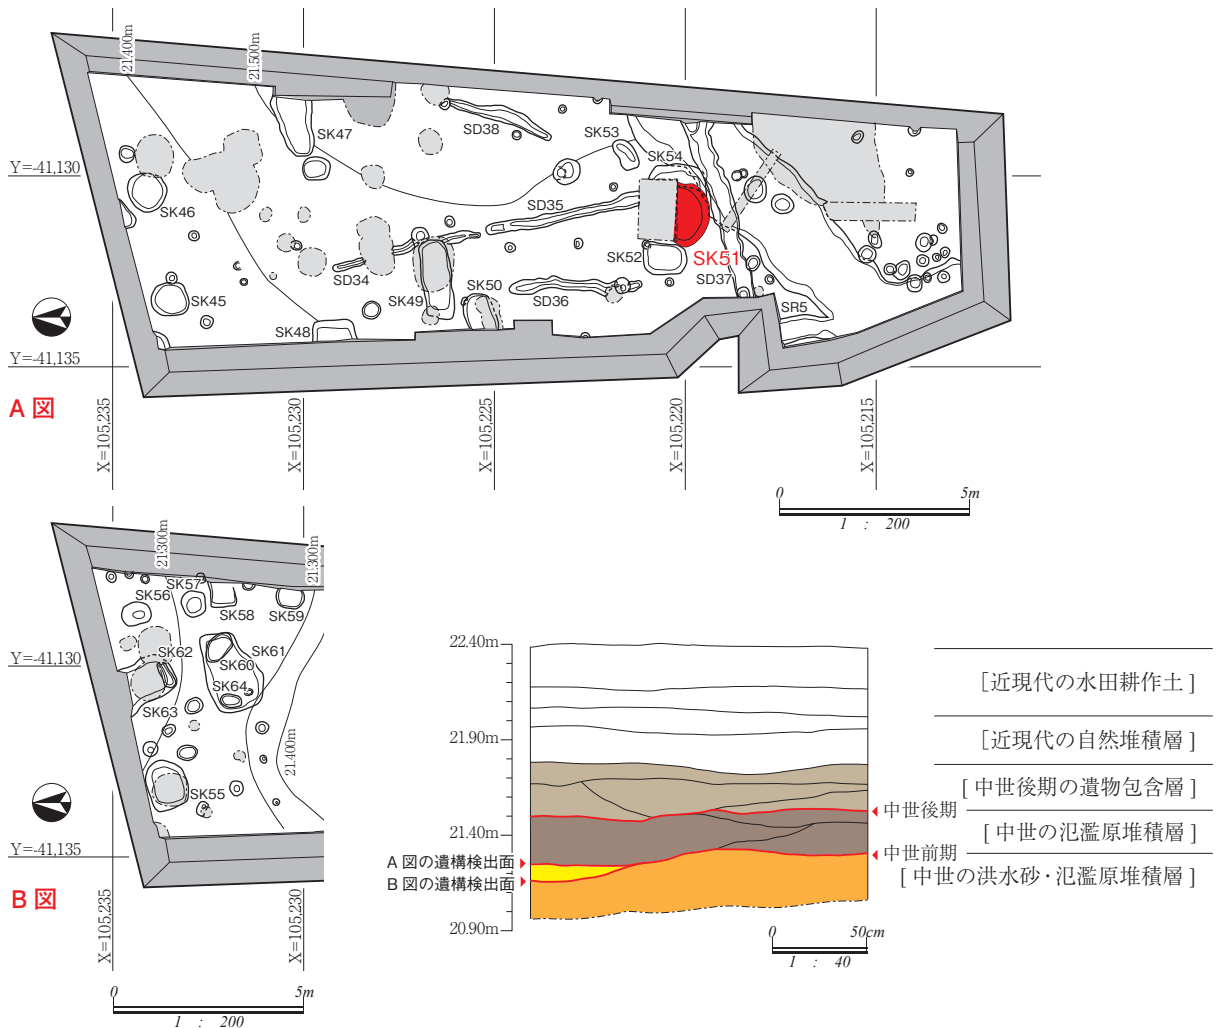 21.400m
21.500m
SK47
SD38
SK53
SK54
Y=-41,130
SK46
SD35
SK51
SK52
SD34
SD37
SK45
SK49
SK50
SD36
SR5
SK48
Y=-41,135
A 図
X=105,235
X=105,230
X=105,225
X=105,220
X=105,215
0 5m
1 : 200
21.300m
21.300m
SK57
SK56
SK58
SK59
Y=-41,130
SK62
SK61
SK60
SK64
SK63
21.400m
SK55
Y=-41,135
B 図
X=105,235
X=105,230
0 5m
1 : 200
22.40m
[近現代の水田耕作土 ]
21.90m
[近現代の自然堆積層 ]
[ 中世後期の遺物包含層 ]
中世後期
21.40m
[ 中世の氾濫原堆積層 ]
中世前期
A 図の遺構検出面
B 図の遺構検出面
[ 中世の洪水砂・氾濫原堆積層 ]
20.90m
0 50cm
1 : 40